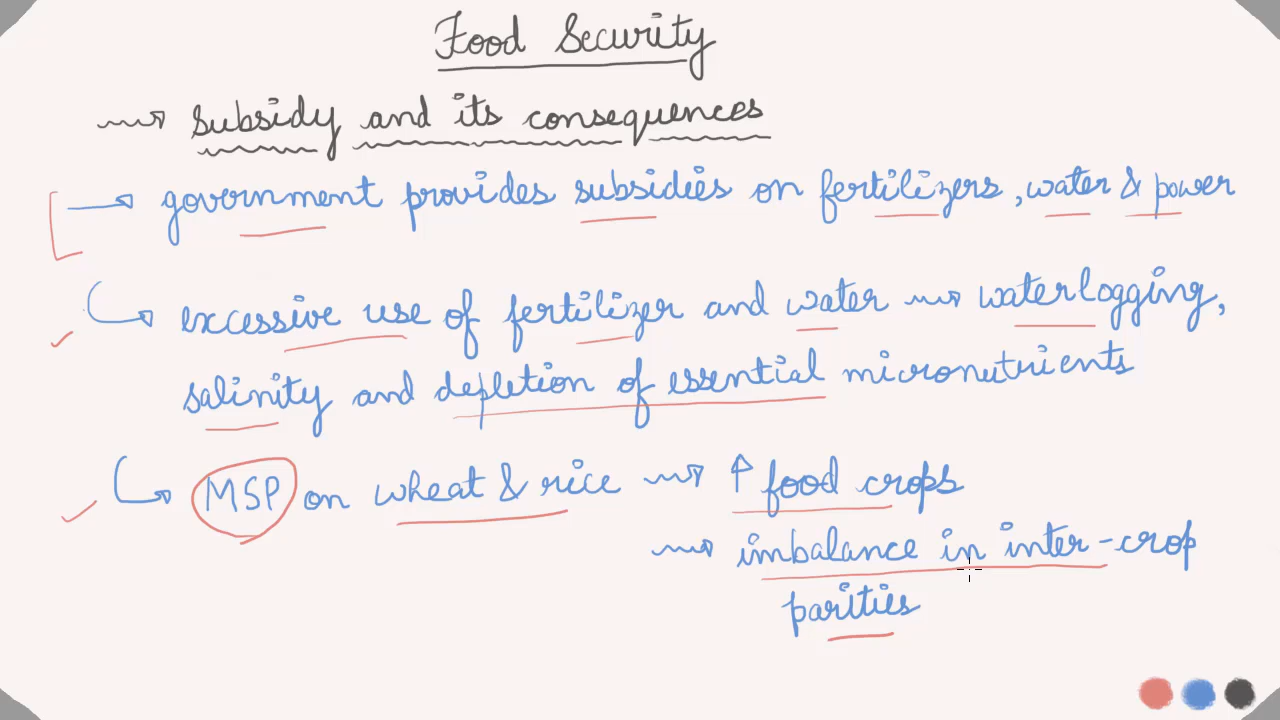 Food Security
subsidy and its consequences
→ government provides subsidies on fertilizers, water & power
excessive use of fertilizer and water → waterlogging,
salinity and depletion of essential micronutrients
MSP on wheat & rice → ↑ food crops
→ imbalance in inter-crop
parities